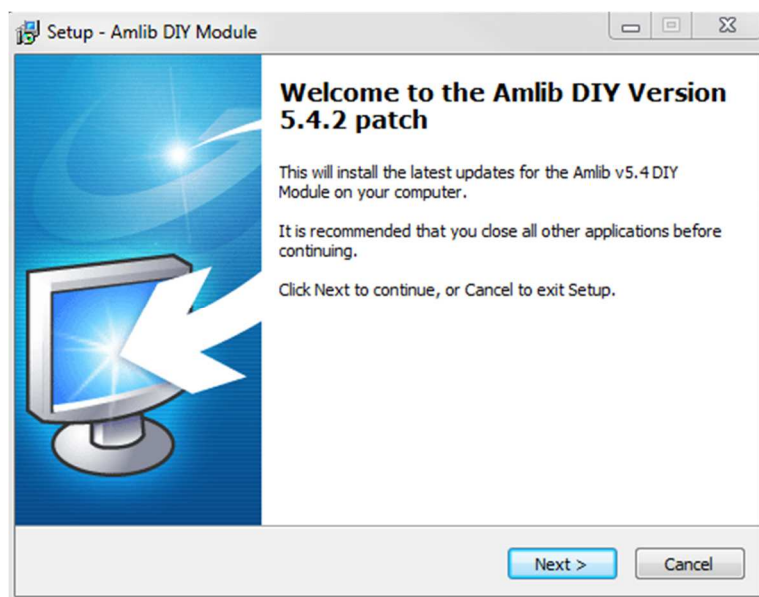 Setup - Amlib DIY Module
Welcome to the Amlib DIY Version
5.4.2 patch
This will install the latest updates for the Amlib v5.4 DIY
Module on your computer.
It is recommended that you close all other applications before
continuing.
Click Next to continue, or Cancel to exit Setup.
Next >
Cancel